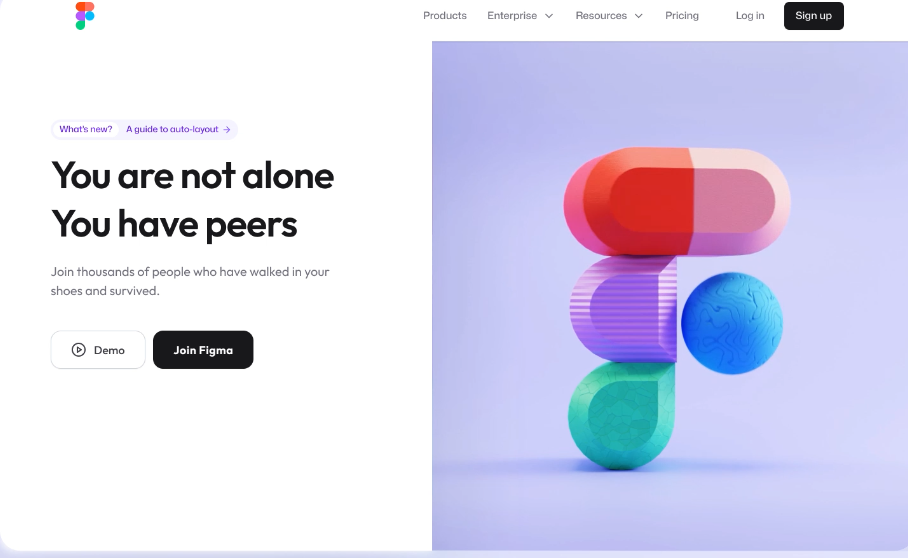 Products Enterprise Resources Pricing Log in Sign up
What's new? A guide to auto-layout →
You are not alone
You have peers
Join thousands of people who have walked in your
shoes and survived.
Demo Join Figma